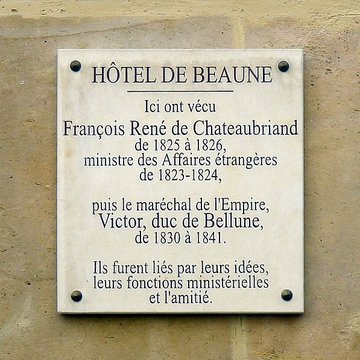 HÔTEL DE BEAUNE
Ici ont vécu
François René de Chateaubriand
de 1825 à 1826,
ministre des Affaires étrangères
de 1823-1824,
puis le maréchal de l'Empire,
Victor, duc de Bellune,
de 1830 à 1841.
Ils furent liés par leurs idées,
leurs fonctions ministérielles
et l'amitié.